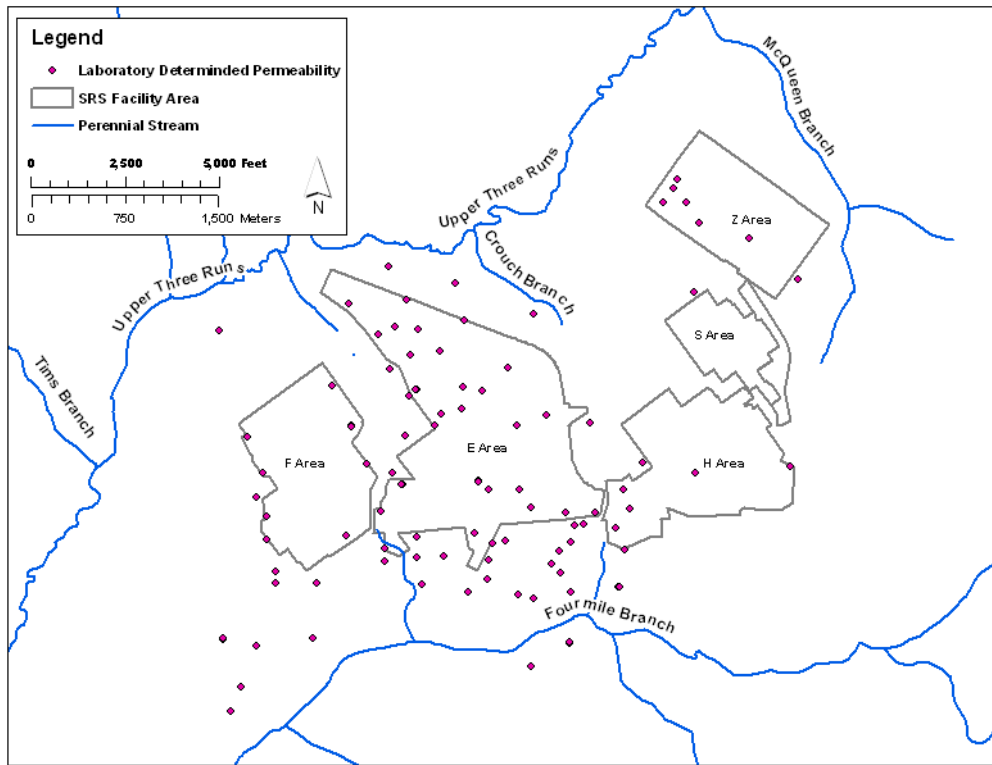 Legend
Laboratory Determinded Permeability
SRS Facility Area
Perennial Stream
0 2,500 5,000 Feet
0 750 1,500 Meters
N
McQueen Branch
Upper Three Runs
Z Area
Crouch Branch
Upper Three Runs
S Area
Tims Branch
F Area
E Area
H Area
Fourmile Branch